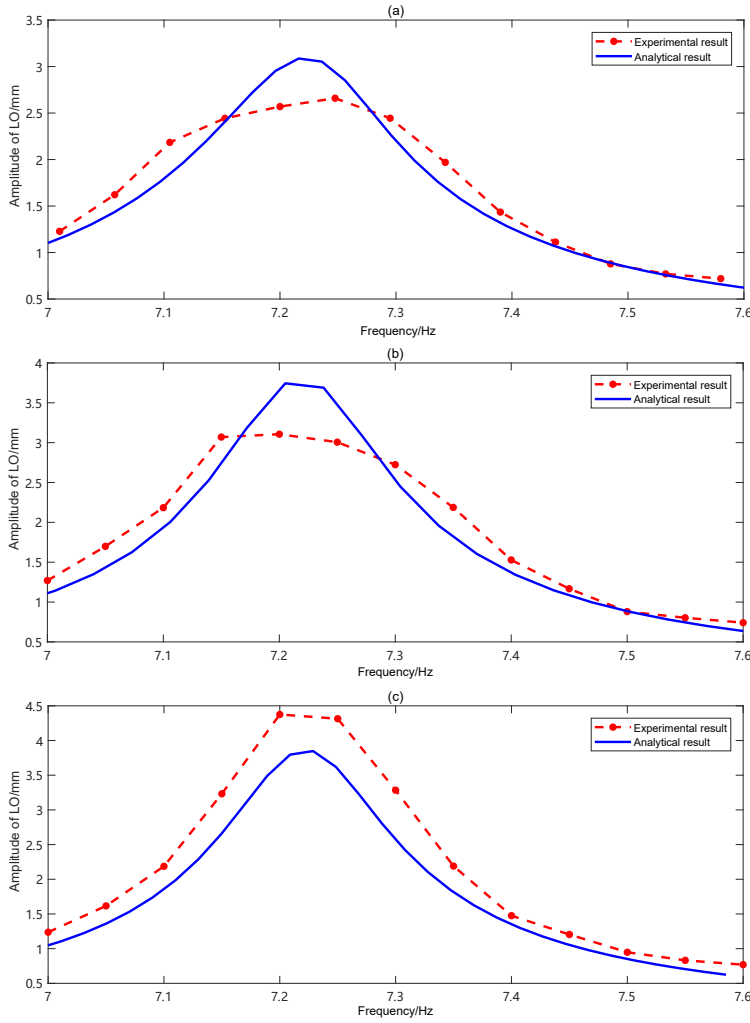 (a)
3.5
3
2.5
2
1.5
1
0.5
Amplitude of LO/mm
Experimental result
Analytical result
7 7.1 7.2 7.3 7.4 7.5 7.6
Frequency/Hz
(b)
4
3.5
3
2.5
2
1.5
1
0.5
Amplitude of LO/mm
Experimental result
Analytical result
7 7.1 7.2 7.3 7.4 7.5 7.6
Frequency/Hz
(c)
4.5
4
3.5
3
2.5
2
1.5
1
0.5
Amplitude of LO/mm
Experimental result
Analytical result
7 7.1 7.2 7.3 7.4 7.5 7.6
Frequency/Hz